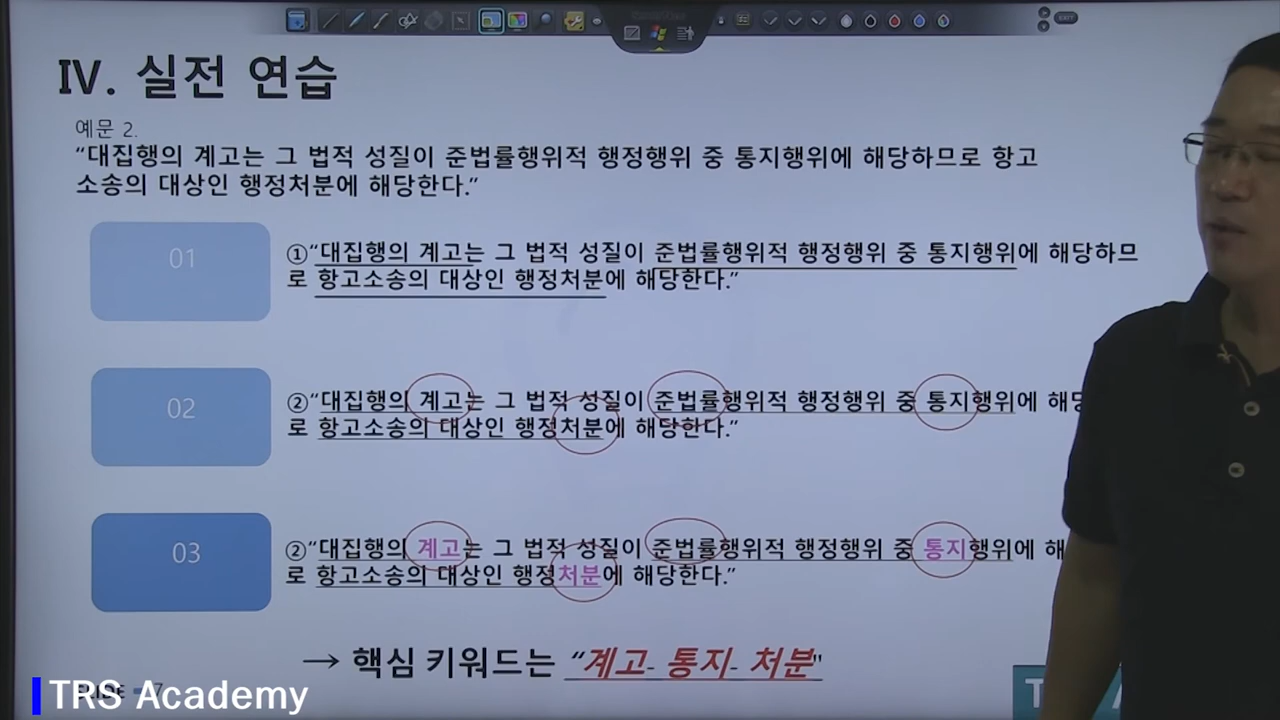 EXIT
Ⅳ. 실전 연습
예문 2.
“대집행의 계고는 그 법적 성질이 준법률행위적 행정행위 중 통지행위에 해당하므로 항고
소송의 대상인 행정처분에 해당한다.”
01
①“대집행의 계고는 그 법적 성질이 준법률행위적 행정행위 중 통지행위에 해당하므
로 항고소송의 대상인 행정처분에 해당한다.”
02
②“대집행의 계고는 그 법적 성질이 준법률행위적 행정행위 중 통지행위에 해
로 항고소송의 대상인 행정처분에 해당한다.”
03
②“대집행의 계고는 그 법적 성질이 준법률행위적 행정행위 중 통지행위에 해
로 항고소송의 대상인 행정처분에 해당한다.”
→ 핵심 키워드는 “계고- 통지- 처분"
TRS Academy